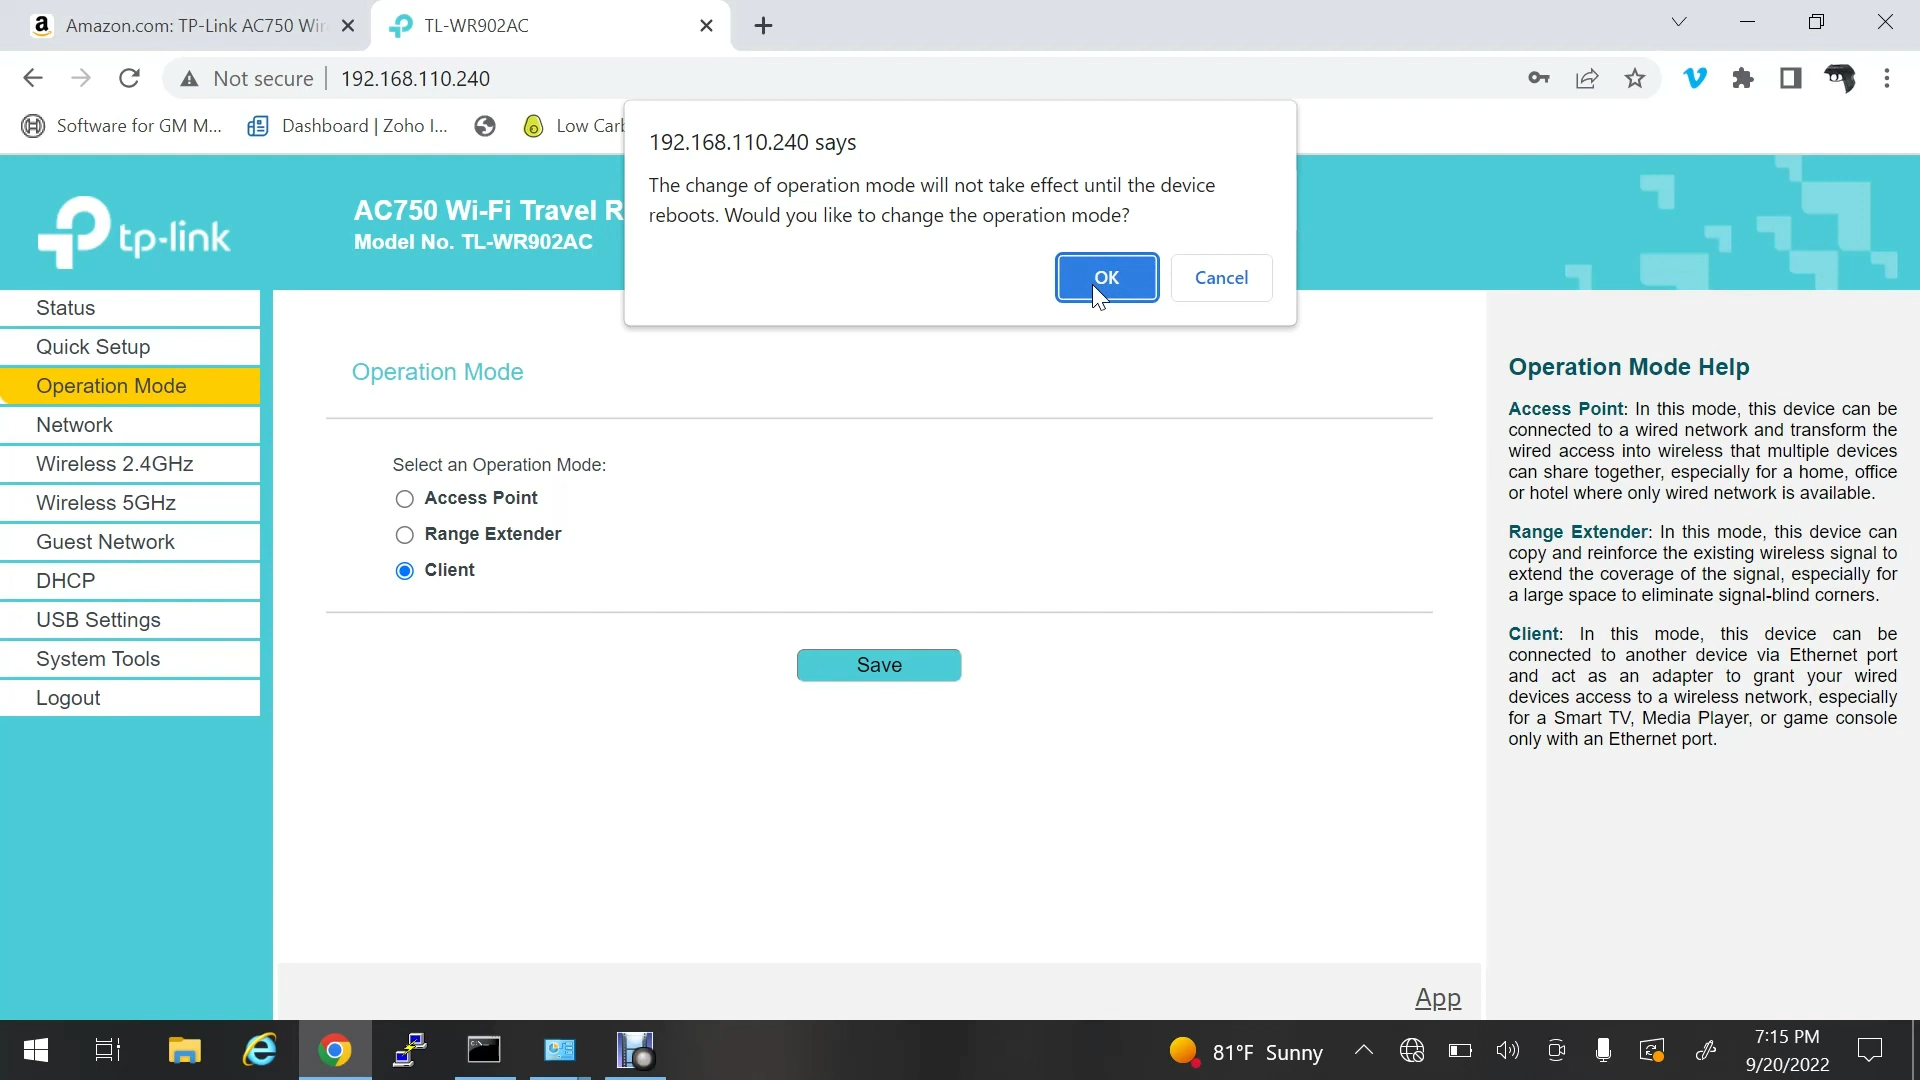 Amazon.com: TP-Link AC750 Wir
TL-WR902AC
Not secure
192.168.110.240
Software for GM M...
Dashboard | Zoho I...
Low Carb
192.168.110.240 says
The change of operation mode will not take effect until the device
reboots. Would you like to change the operation mode?
OK
Cancel
tp-link
AC750 Wi-Fi Travel R
Model No. TL-WR902AC
Status
Quick Setup
Operation Mode
Network
Wireless 2.4GHz
Wireless 5GHz
Guest Network
DHCP
USB Settings
System Tools
Logout
Operation Mode
Select an Operation Mode:
Access Point
Range Extender
Client
Save
Operation Mode Help
Access Point: In this mode, this device can be
connected to a wired network and transform the
wired access into wireless that multiple devices
can share together, especially for a home, office
or hotel where only wired network is available.
Range Extender: In this mode, this device can
copy and reinforce the existing wireless signal to
extend the coverage of the signal, especially for
a large space to eliminate signal-blind corners.
Client: In this mode, this device can be
connected to another device via Ethernet port
and act as an adapter to grant your wired
devices access to a wireless network, especially
for a Smart TV, Media Player, or game console
only with an Ethernet port.
App
81°F Sunny
7:15 PM
9/20/2022